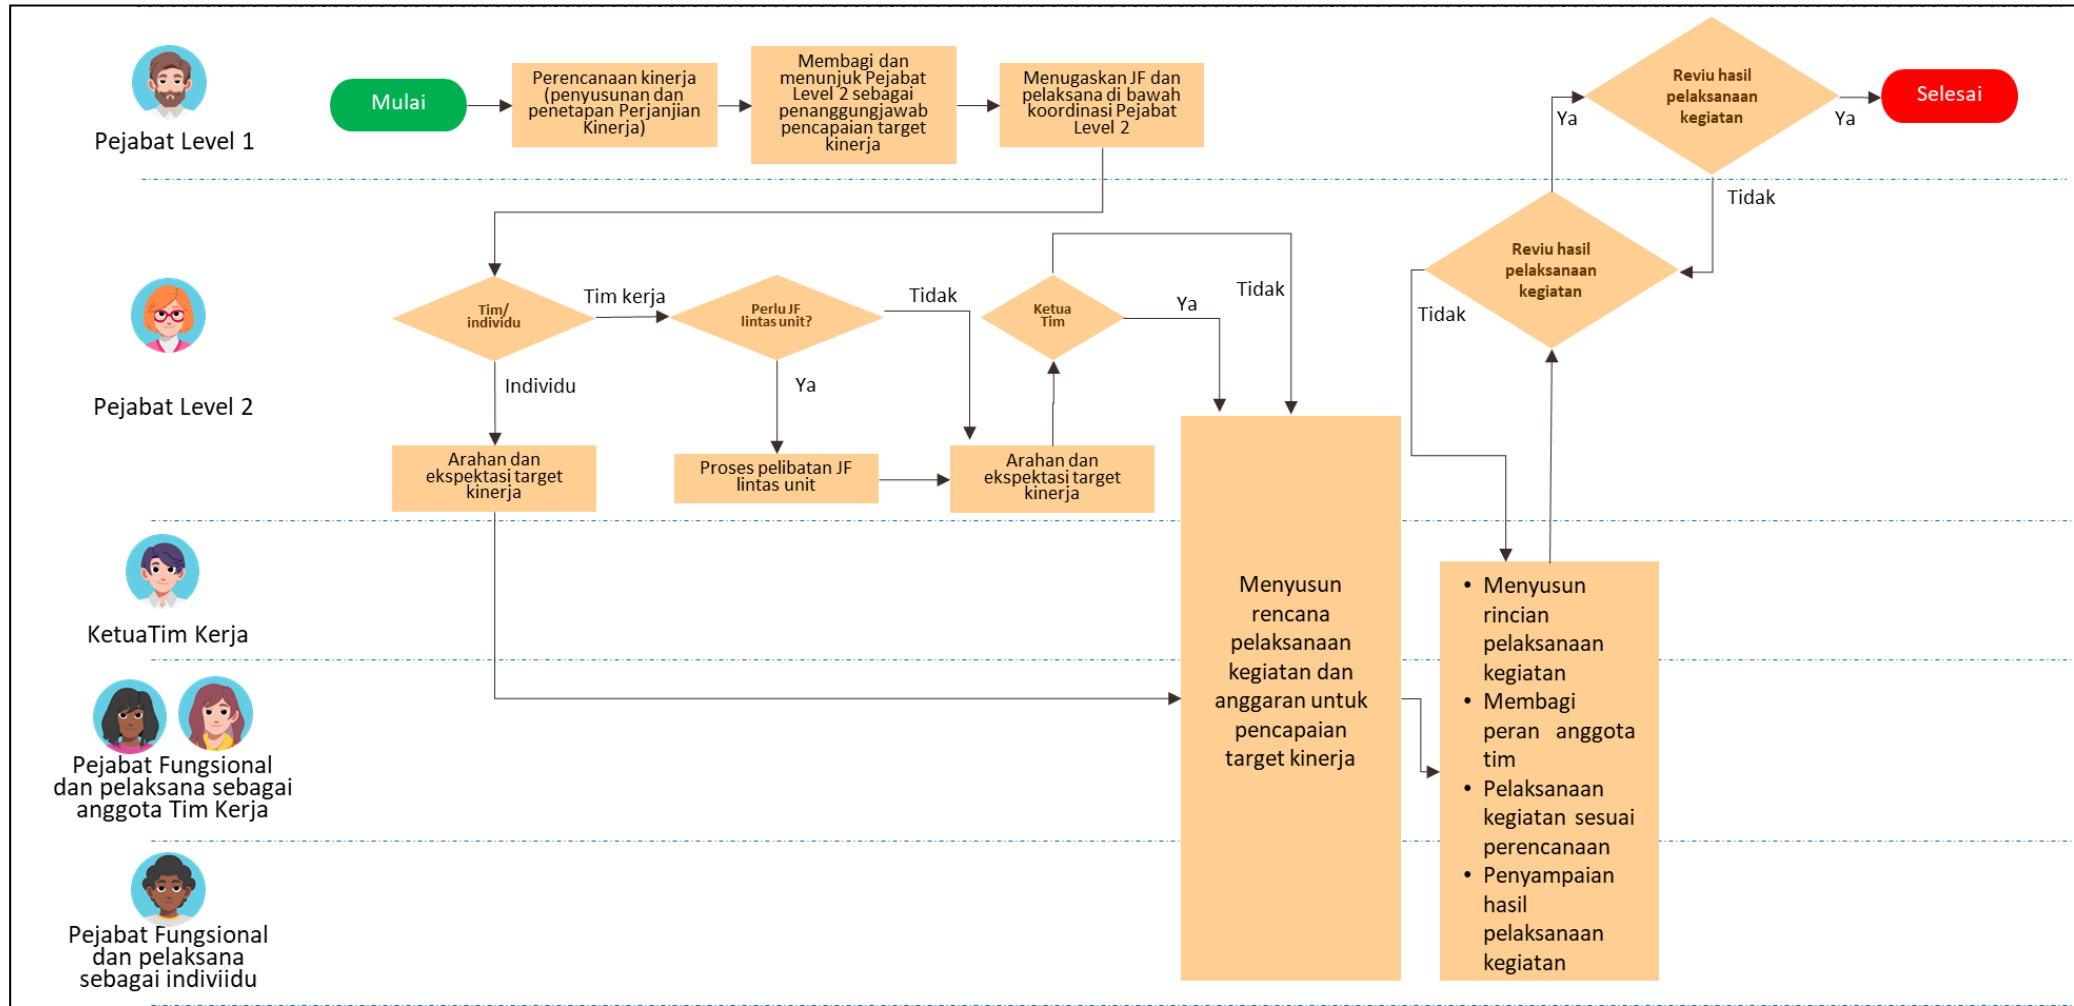 Pejabat Level 1
Mulai
Perencanaan kinerja
(penyusunan dan
penetapan Perjanjian
Kinerja)
Membagi dan
menunjuk Pejabat
Level 2 sebagai
penanggungjawab
pencapaian target
kinerja
Menugaskan JF dan
pelaksana di bawah
koordinasi Pejabat
Level 2
Reviu hasil
pelaksanaan
kegiatan
Ya
Ya
Selesai
Tidak
Pejabat Level 2
Tim/
individu
Tim kerja
Individu
Perlu JF
lintas unit?
Tidak
Ya
Ketua
Tim
Ya
Tidak
Reviu hasil
pelaksanaan
kegiatan
Tidak
Arahan dan
ekspektasi target
kinerja
Proses pelibatan JF
lintas unit
Arahan dan
ekspektasi target
kinerja
KetuaTim Kerja
Pejabat Fungsional
dan pelaksana sebagai
anggota Tim Kerja
Pejabat Fungsional
dan pelaksana
sebagai indiviidu
Menyusun
rencana
pelaksanaan
kegiatan dan
anggaran untuk
pencapaian
target kinerja
• Menyusun
rincian
pelaksanaan
kegiatan
• Membagi
peran anggota
tim
• Pelaksanaan
kegiatan sesuai
perencanaan
• Penyampaian
hasil
pelaksanaan
kegiatan